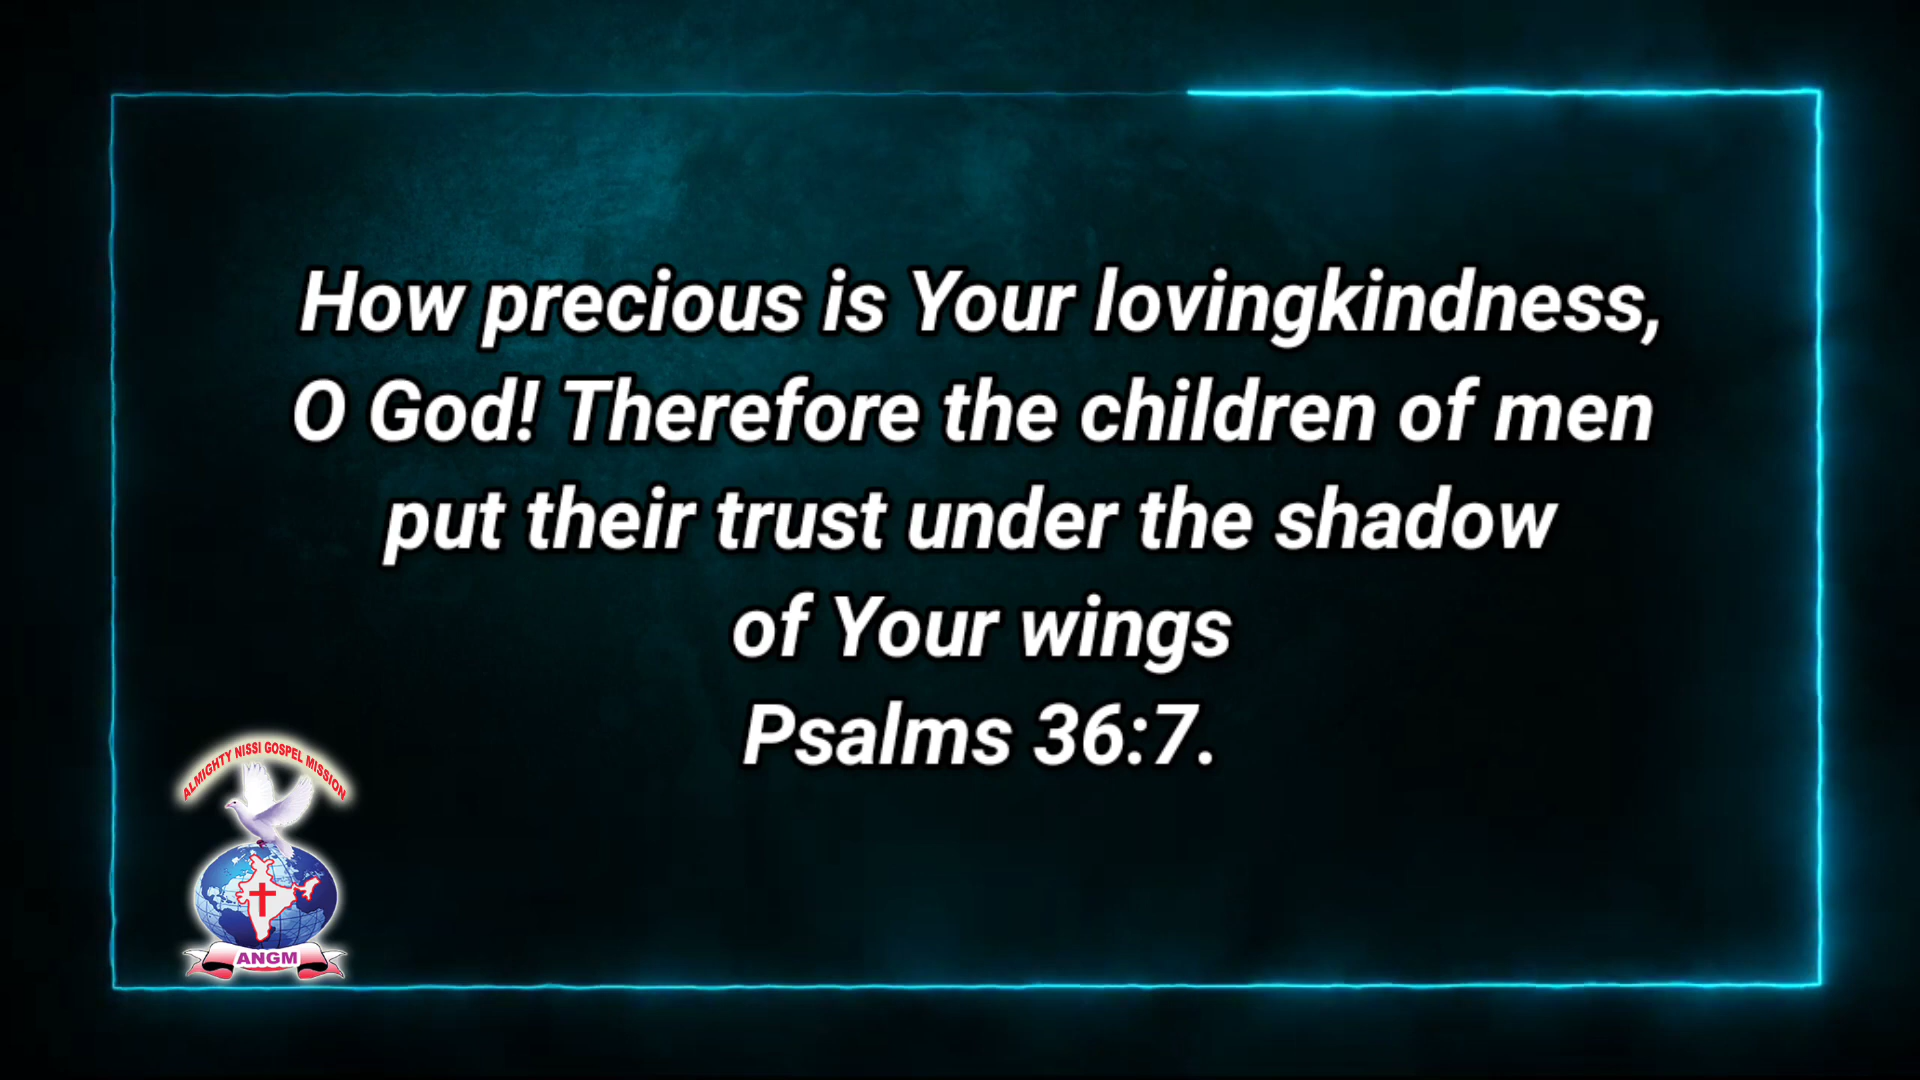 How precious is Your lovingkindness,
O God! Therefore the children of men
put their trust under the shadow
of Your wings
Psalms 36:7.
ALMIGHTY NISSI GOSPEL MISSION
ANGM